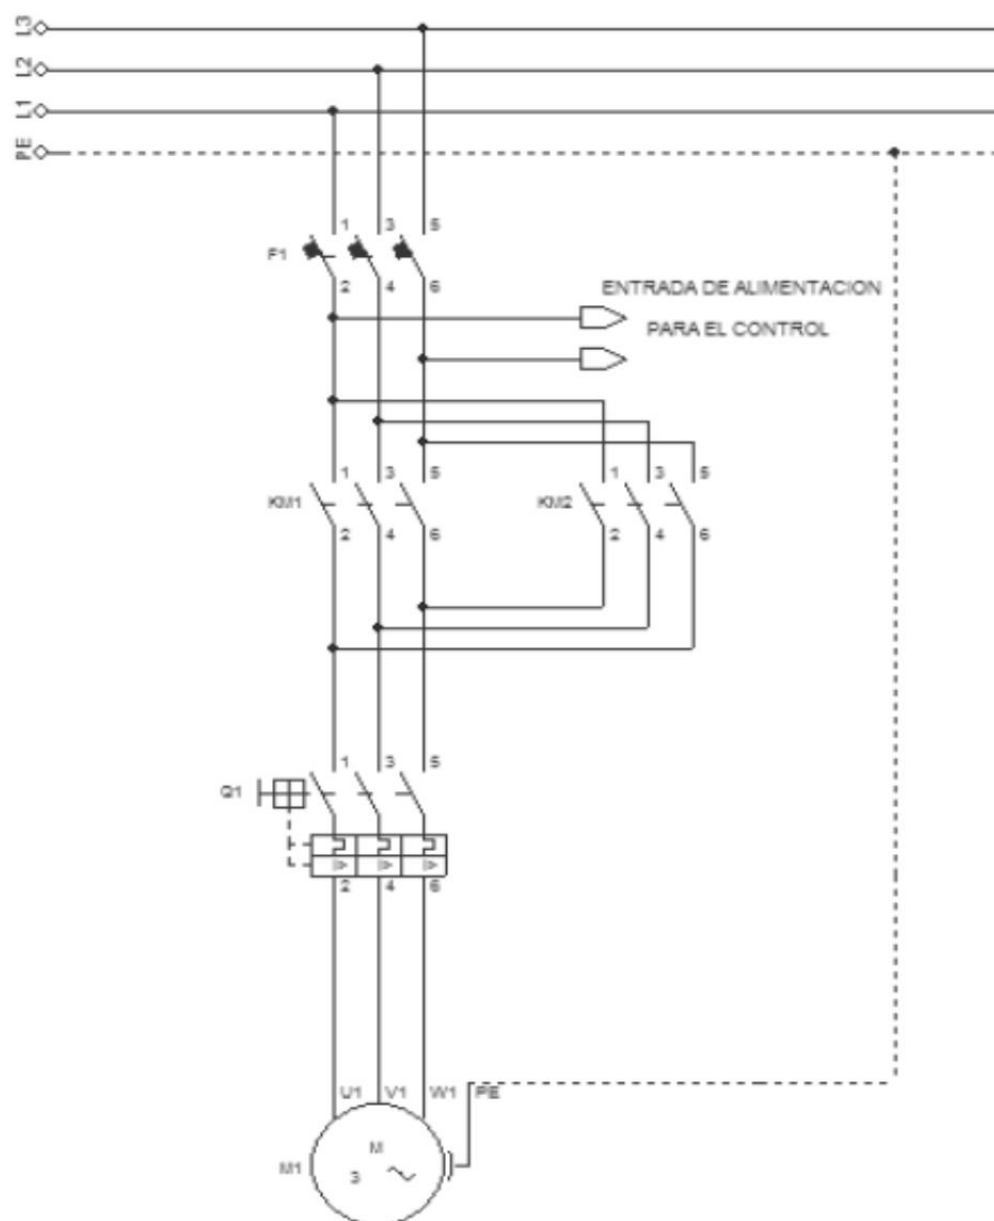 L3
L2
L1
PE
1 3 5
F1
2 4 6
ENTRADA DE ALIMENTACION
PARA EL CONTROL
1 3 5 1 3 5
KM1 KM2
2 4 6 2 4 6
1 3 5
Q1
I> I> I>
2 4 6
U1 V1 W1 PE
M
M1
3